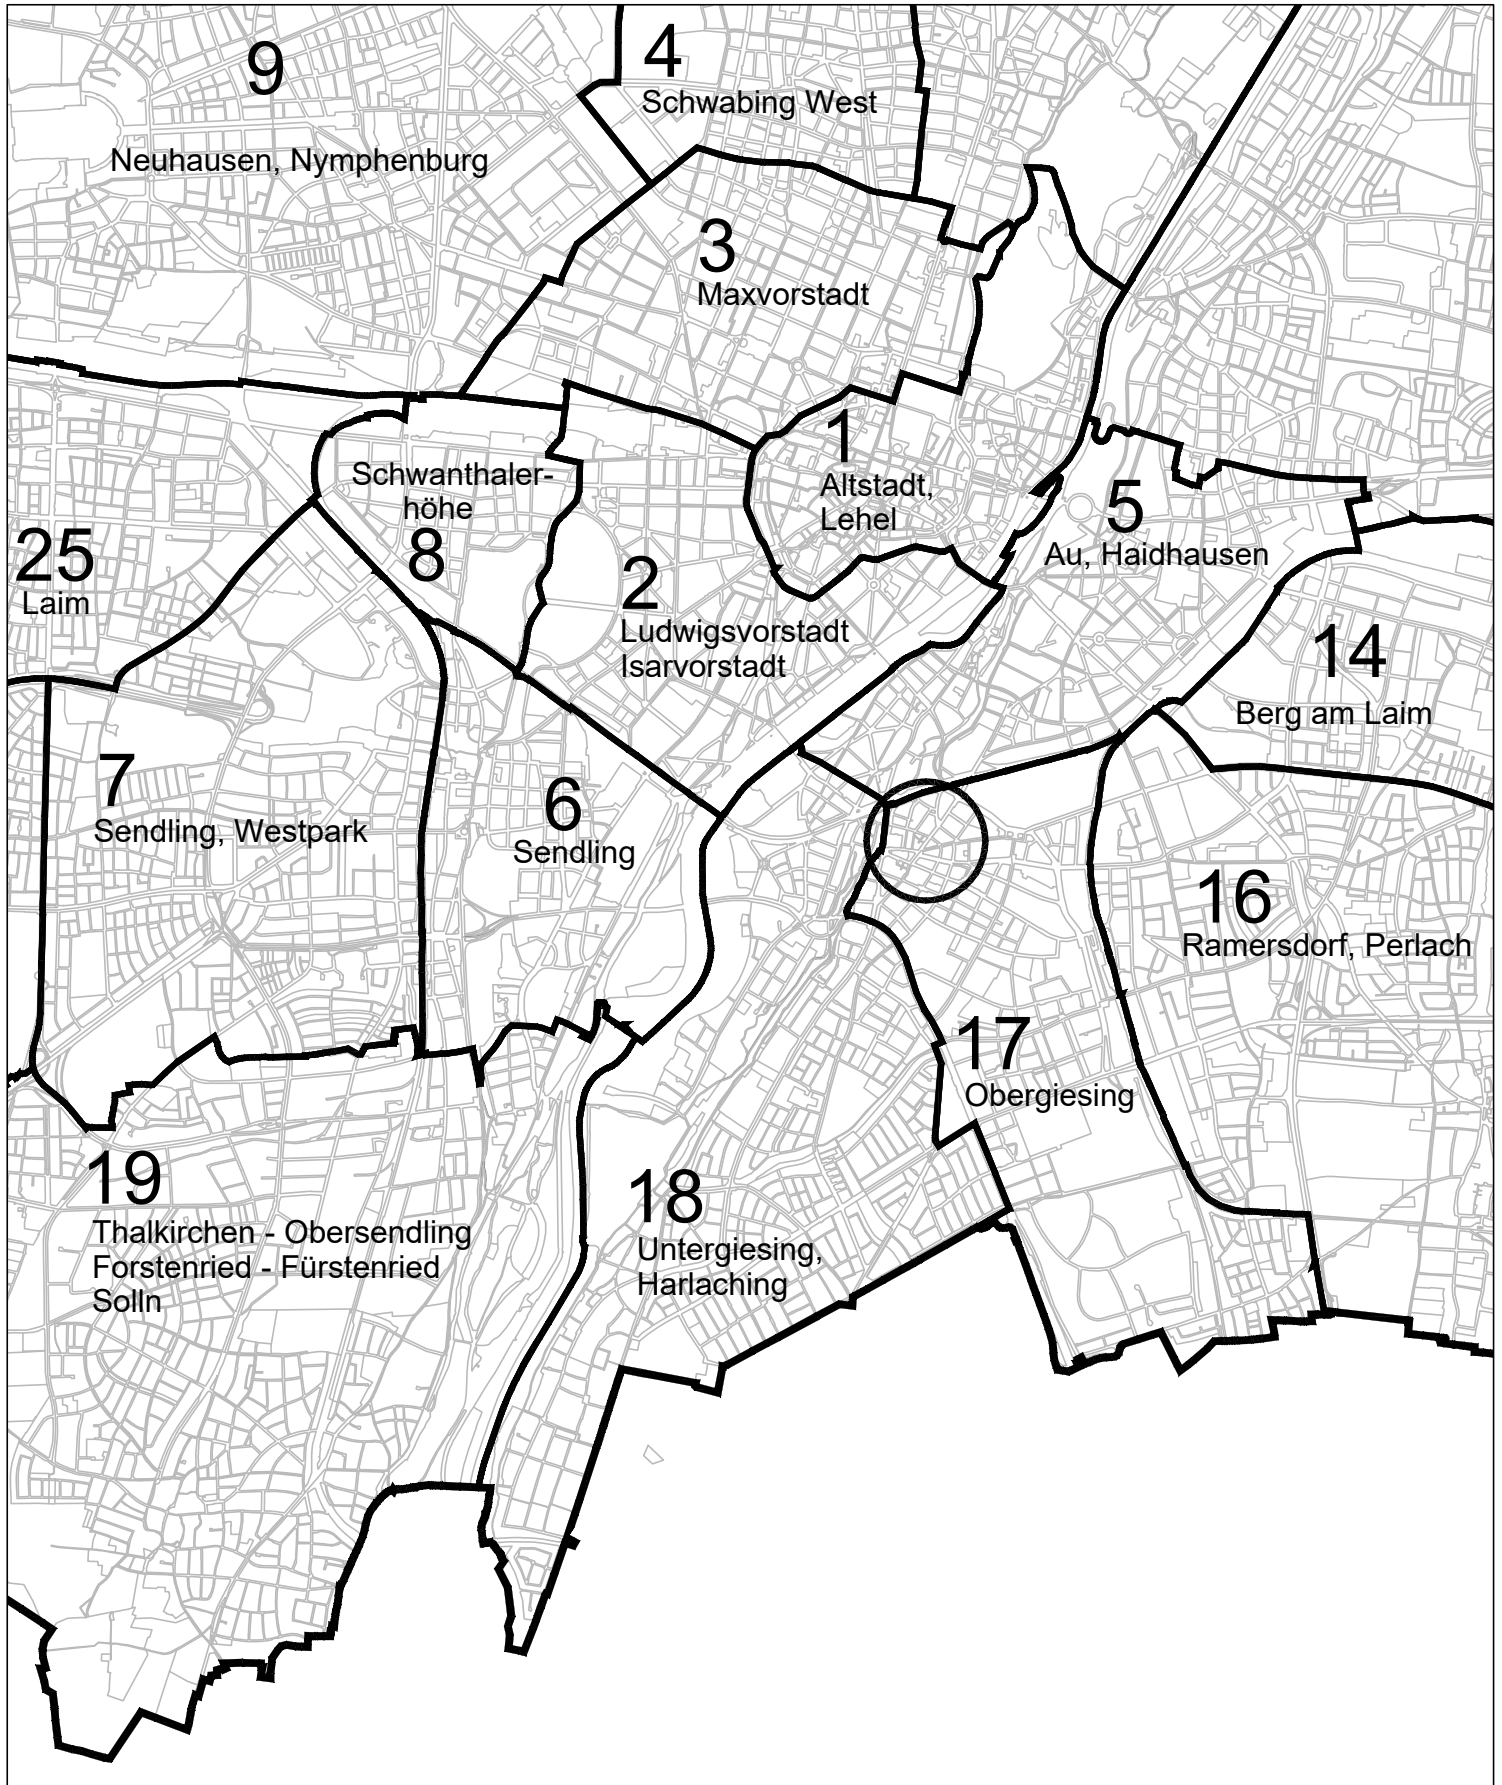 9
Neuhausen, Nymphenburg
4
Schwabing West
3
Maxvorstadt
1
Altstadt,
Lehel
Schwanthaler-
höhe
8
5
Au, Haidhausen
25
Laim
2
Ludwigsvorstadt
Isarvorstadt
14
Berg am Laim
7
Sendling, Westpark
6
Sendling
16
Ramersdorf, Perlach
17
Obergiesing
19
Thalkirchen - Obersendling
Forstenried - Fürstenried
Solln
18
Untergiesing,
Harlaching